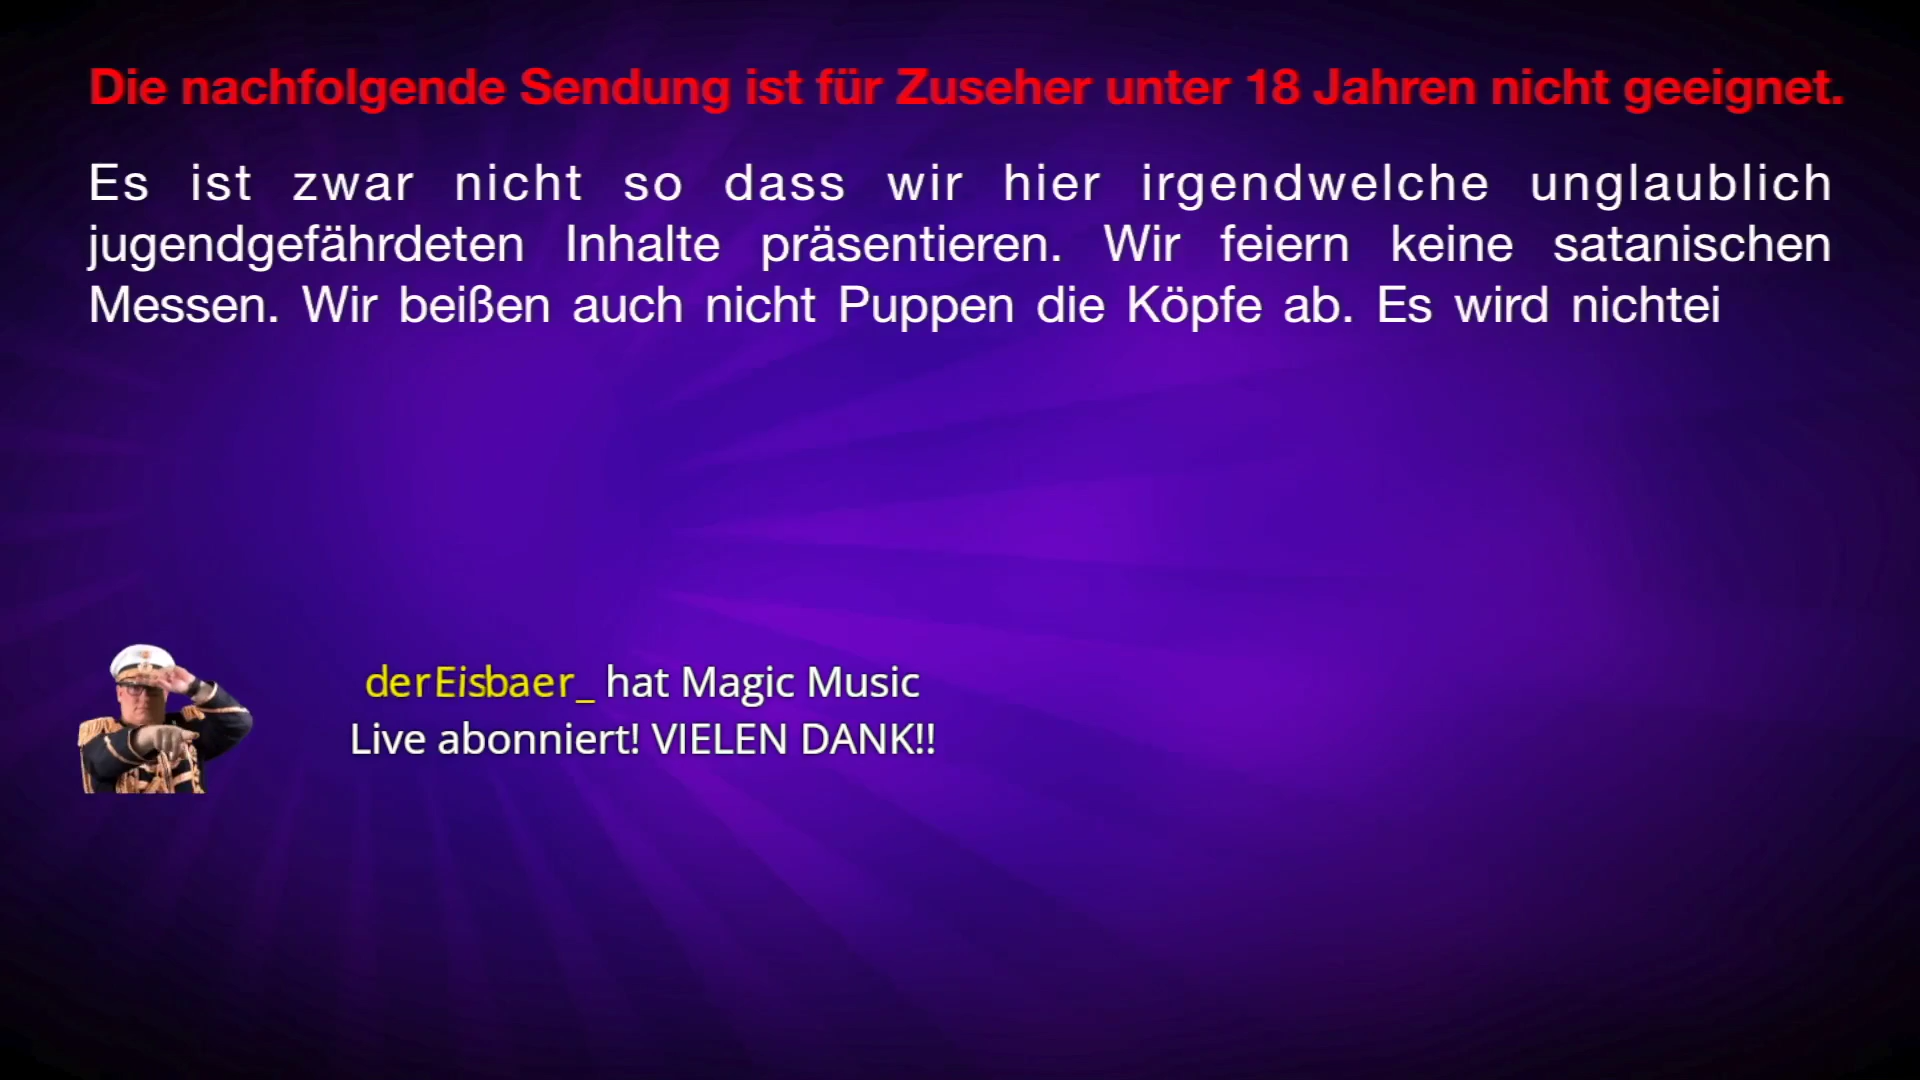 Die nachfolgende Sendung ist für Zuseher unter 18 Jahren nicht geeignet.
Es ist zwar nicht so dass wir hier irgendwelche unglaublich
jugendgefährdeten Inhalte präsentieren. Wir feiern keine satanischen
Messen. Wir beißen auch nicht Puppen die Köpfe ab. Es wird nichtei
derEisbaer_ hat Magic Music
Live abonniert! VIELEN DANK!!